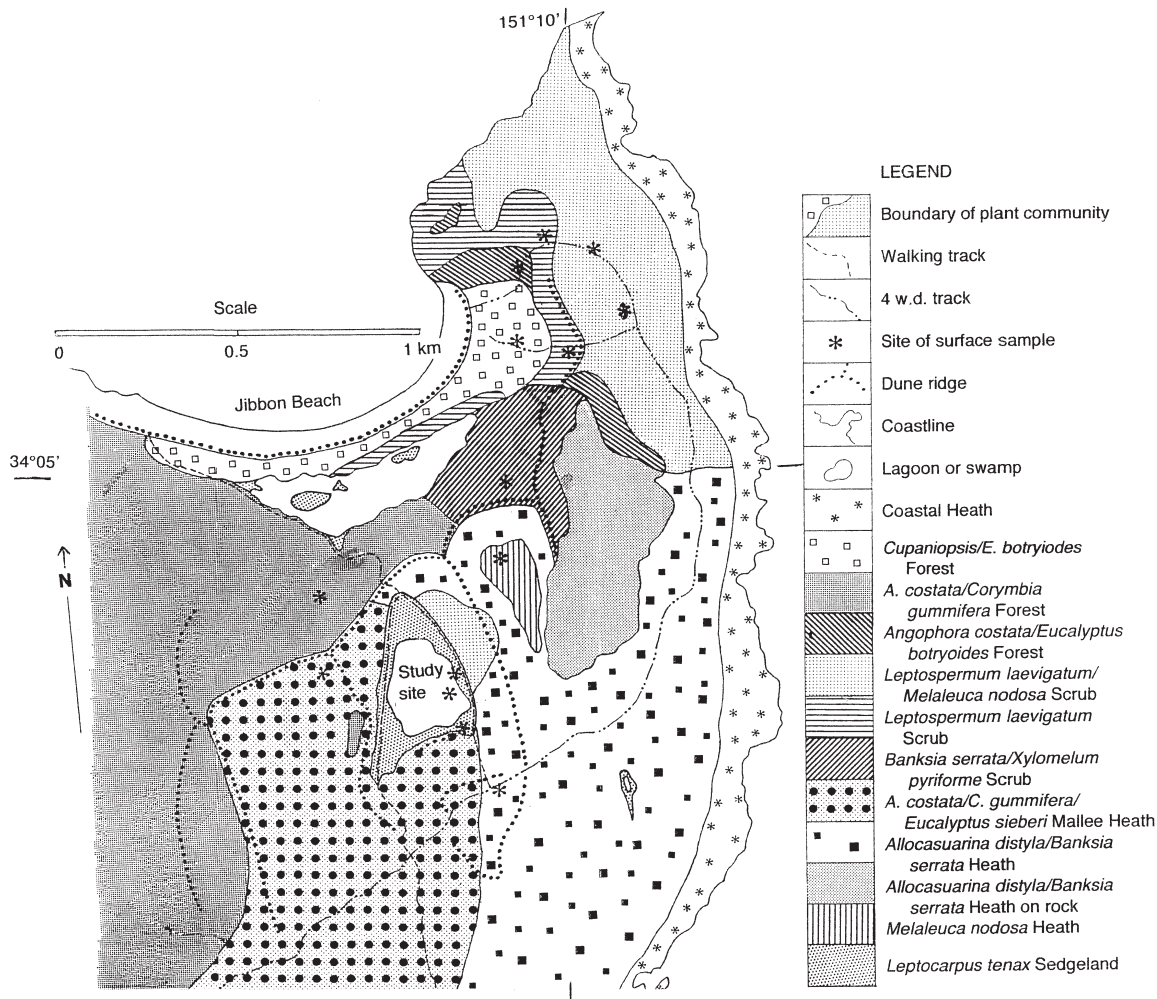 151°10'
LEGEND
Boundary of plant community
Walking track
4 w.d. track
Site of surface sample
Dune ridge
Coastline
Lagoon or swamp
Coastal Heath
Cupaniopsis/E. botryiodes
Forest
A. costata/Corymbia
gummifera Forest
Angophora costata/Eucalyptus
botryoides Forest
Leptospermum laevigatum/
Melaleuca nodosa Scrub
Leptospermum laevigatum
Scrub
Banksia serrata/Xylomelum
pyriforme Scrub
A. costata/C. gummifera/
Eucalyptus sieberi Mallee Heath
Allocasuarina distyla/Banksia
serrata Heath
Allocasuarina distyla/Banksia
serrata Heath on rock
Melaleuca nodosa Heath
Leptocarpus tenax Sedgeland
Scale
0 0.5 1 km
Jibbon Beach
34°05'
N
Study
site